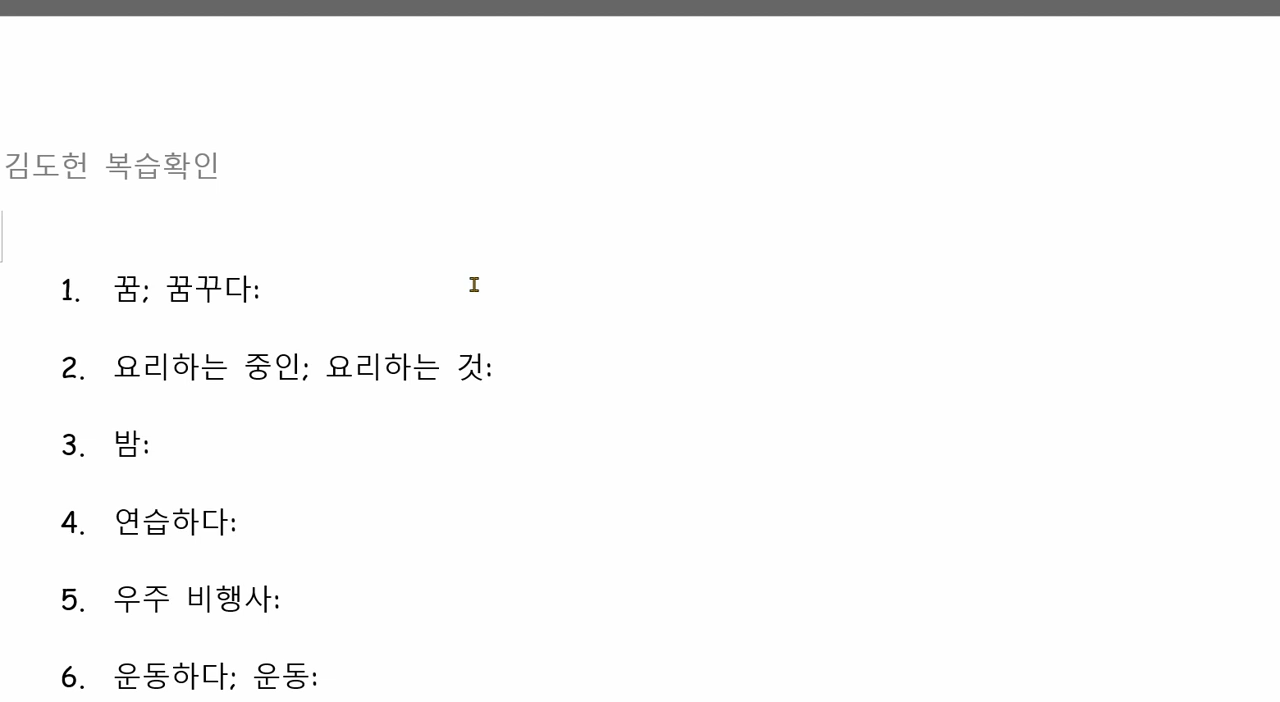 김도헌 복습확인
1. 꿈; 꿈꾸다:
2. 요리하는 중인; 요리하는 것:
3. 밤:
4. 연습하다:
5. 우주 비행사:
6. 운동하다; 운동: